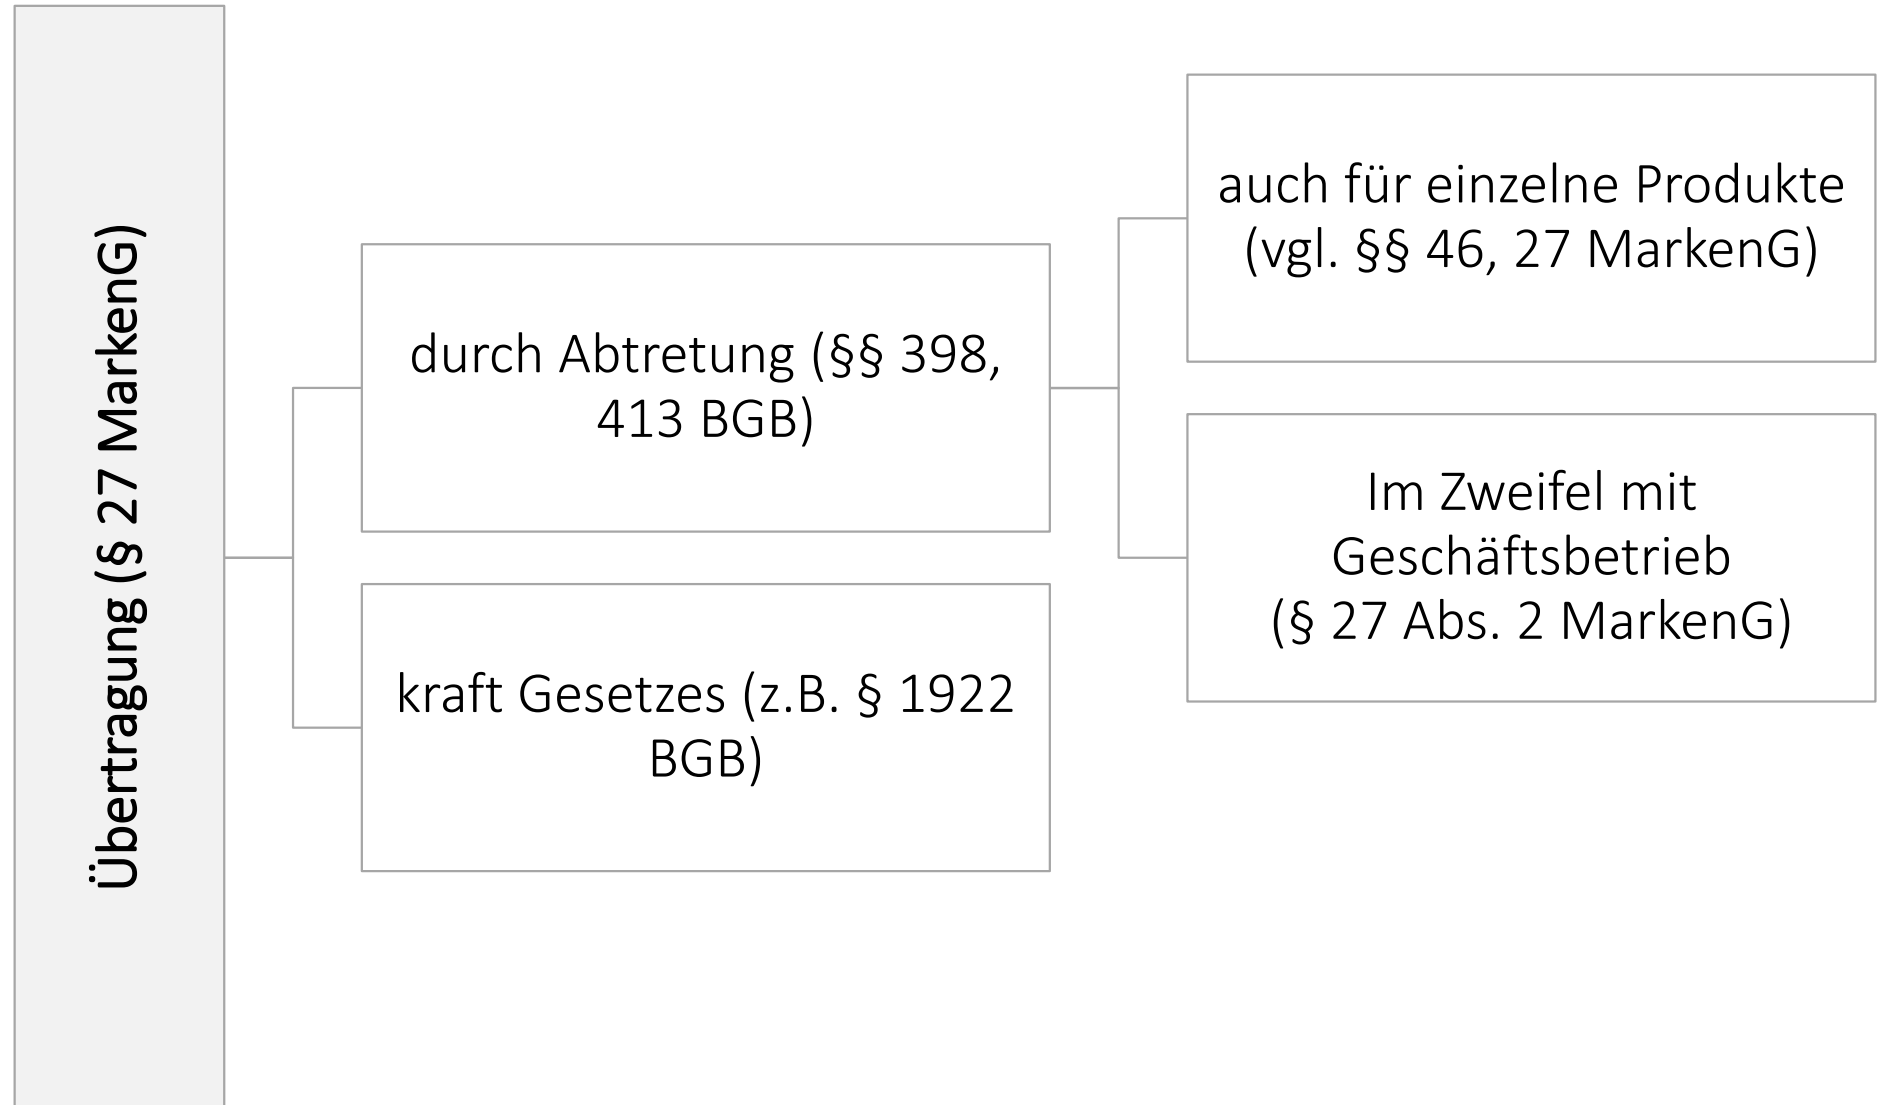 Übertragung (§ 27 MarkenG)
durch Abtretung (§§ 398,
413 BGB)
auch für einzelne Produkte
(vgl. §§ 46, 27 MarkenG)
Im Zweifel mit
Geschäftsbetrieb
(§ 27 Abs. 2 MarkenG)
kraft Gesetzes (z.B. § 1922
BGB)